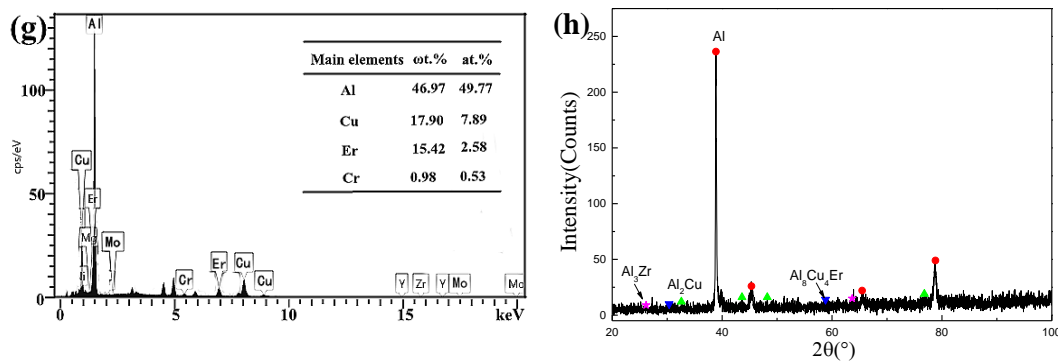 (g)
Al
100
50
0
cps/eV
Cu
Er
Mg
Mo
Cr
Er
Cu
Cu
Y
Zr
Y
Mo
Mo
0
5
10
15
keV
Main elements ωt.% at.%
Al 46.97 49.77
Cu 17.90 7.89
Er 15.42 2.58
Cr 0.98 0.53
(h)
Intensity(Counts)
250
200
150
100
50
0
Al
Al3Zr
Al2Cu
Al8Cu4Er
20
40
60
80
100
2θ(°)